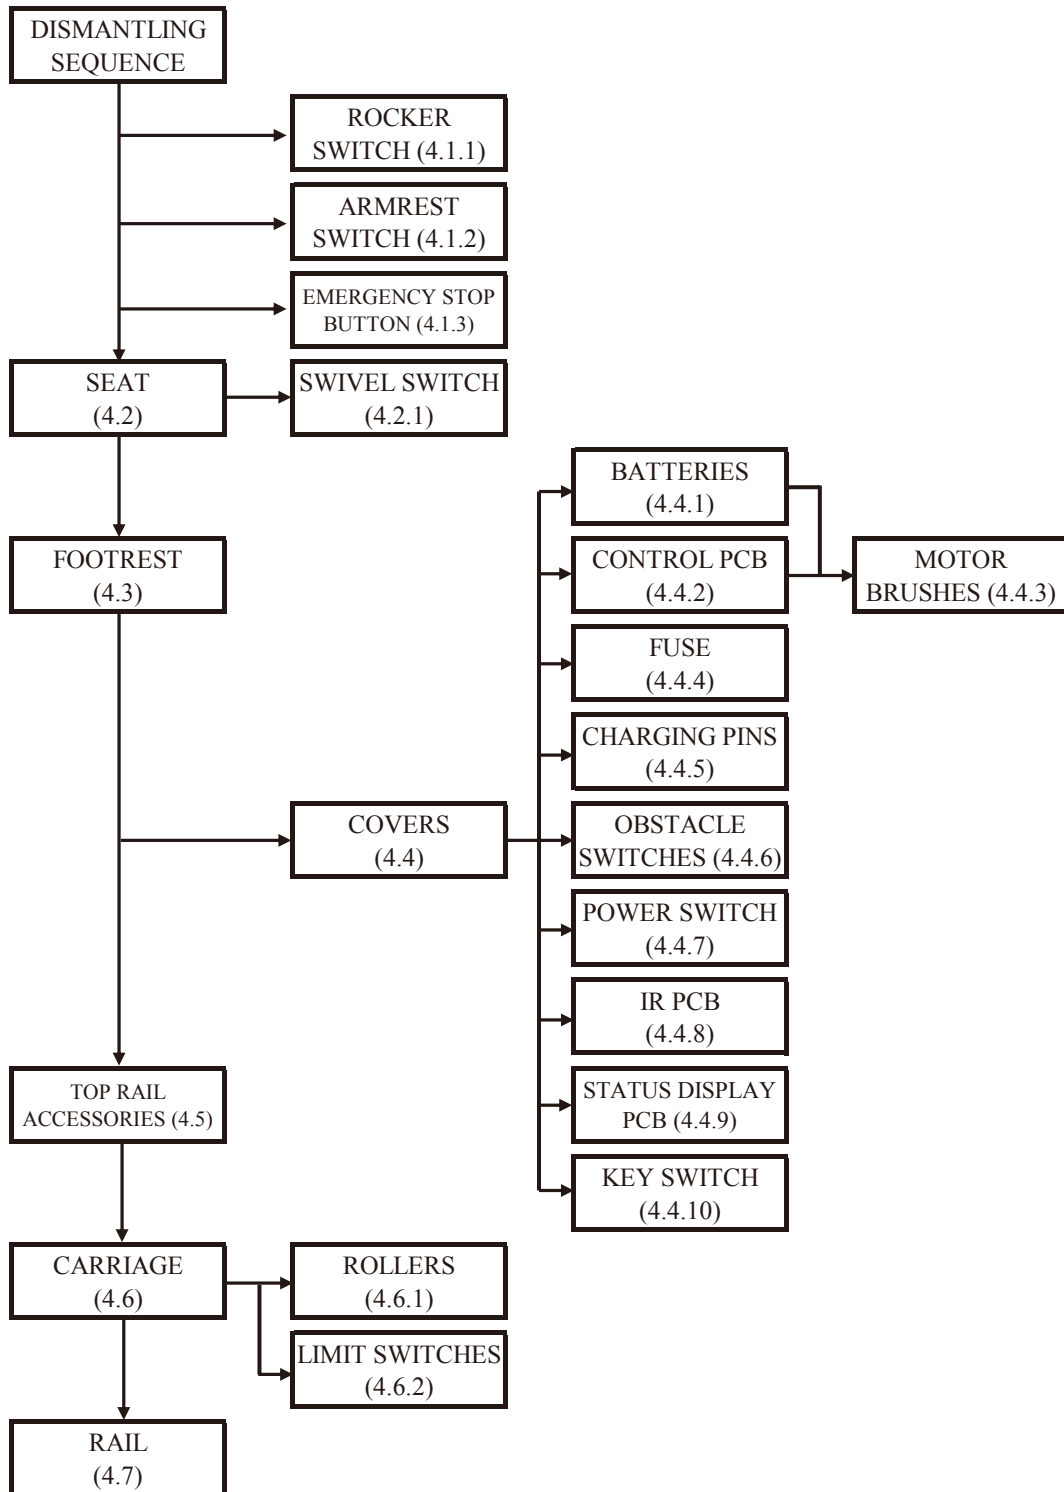 DISMANTLING
SEQUENCE
ROCKER
SWITCH (4.1.1)
ARMREST
SWITCH (4.1.2)
EMERGENCY STOP
BUTTON (4.1.3)
SEAT
(4.2)
SWIVEL SWITCH
(4.2.1)
FOOTREST
(4.3)
COVERS
(4.4)
BATTERIES
(4.4.1)
CONTROL PCB
(4.4.2)
MOTOR
BRUSHES (4.4.3)
FUSE
(4.4.4)
CHARGING PINS
(4.4.5)
OBSTACLE
SWITCHES (4.4.6)
POWER SWITCH
(4.4.7)
IR PCB
(4.4.8)
STATUS DISPLAY
PCB (4.4.9)
KEY SWITCH
(4.4.10)
TOP RAIL
ACCESSORIES (4.5)
CARRIAGE
(4.6)
ROLLERS
(4.6.1)
LIMIT SWITCHES
(4.6.2)
RAIL
(4.7)